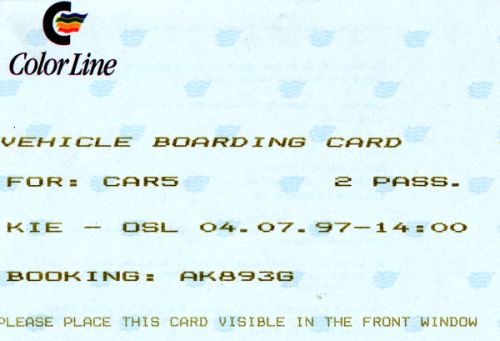 Color Line
VEHICLE BOARDING CARD
FOR: CAR5 2 PASS.
KIE - OSL 04.07.97-14:00
BOOKING: AK893G
PLEASE PLACE THIS CARD VISIBLE IN THE FRONT WINDOW